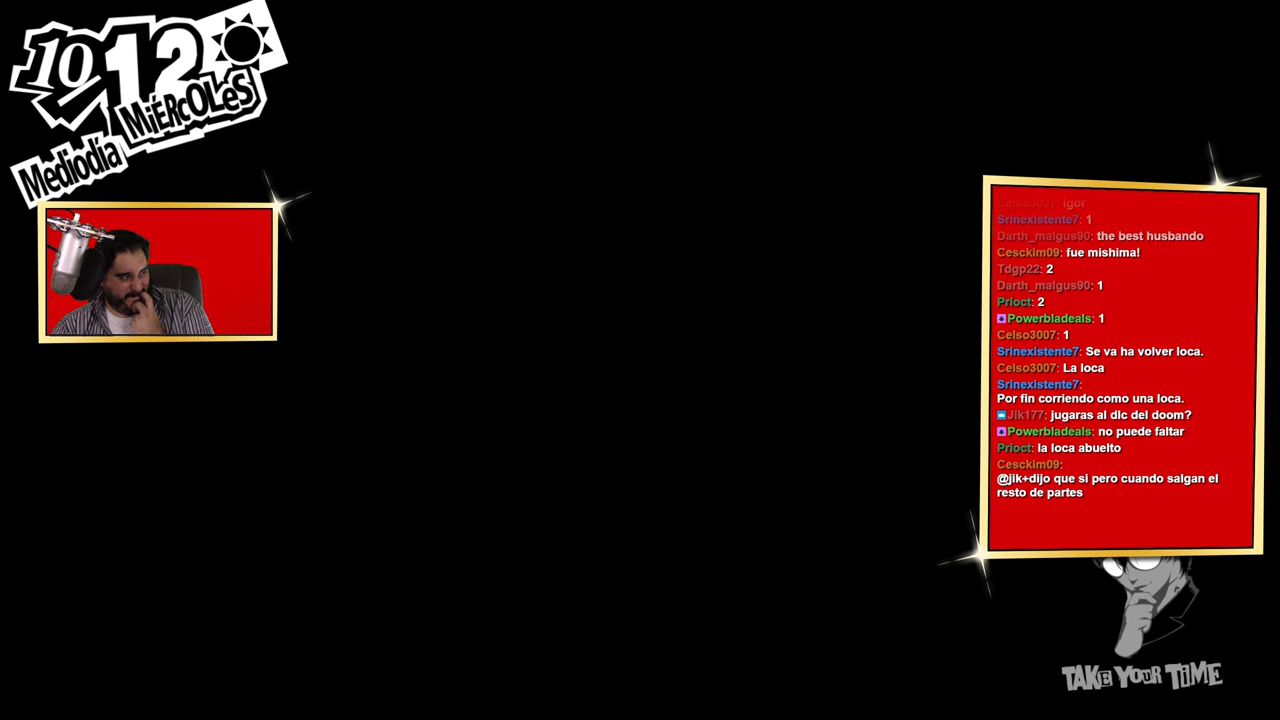 10
12
MiÉRcOLeS
Mediodía
Celso3007: Igor
Srinexistente7: 1
Darth_malgus90: the best husbando
Cesckim09: fue mishima!
Tdgp22: 2
Darth_malgus90: 1
Prioct: 2
Powerbladeals: 1
Celso3007: 1
Srinexistente7: Se va ha volver loca.
Celso3007: La loca
Srinexistente7:
Por fin corriendo como una loca.
Jik177: jugaras al dlc del doom?
Powerbladeals: no puede faltar
Prioct: la loca abuelto
Cesckim09:
@jik+dijo que si pero cuando salgan el
resto de partes
TAKe YOuR TiME